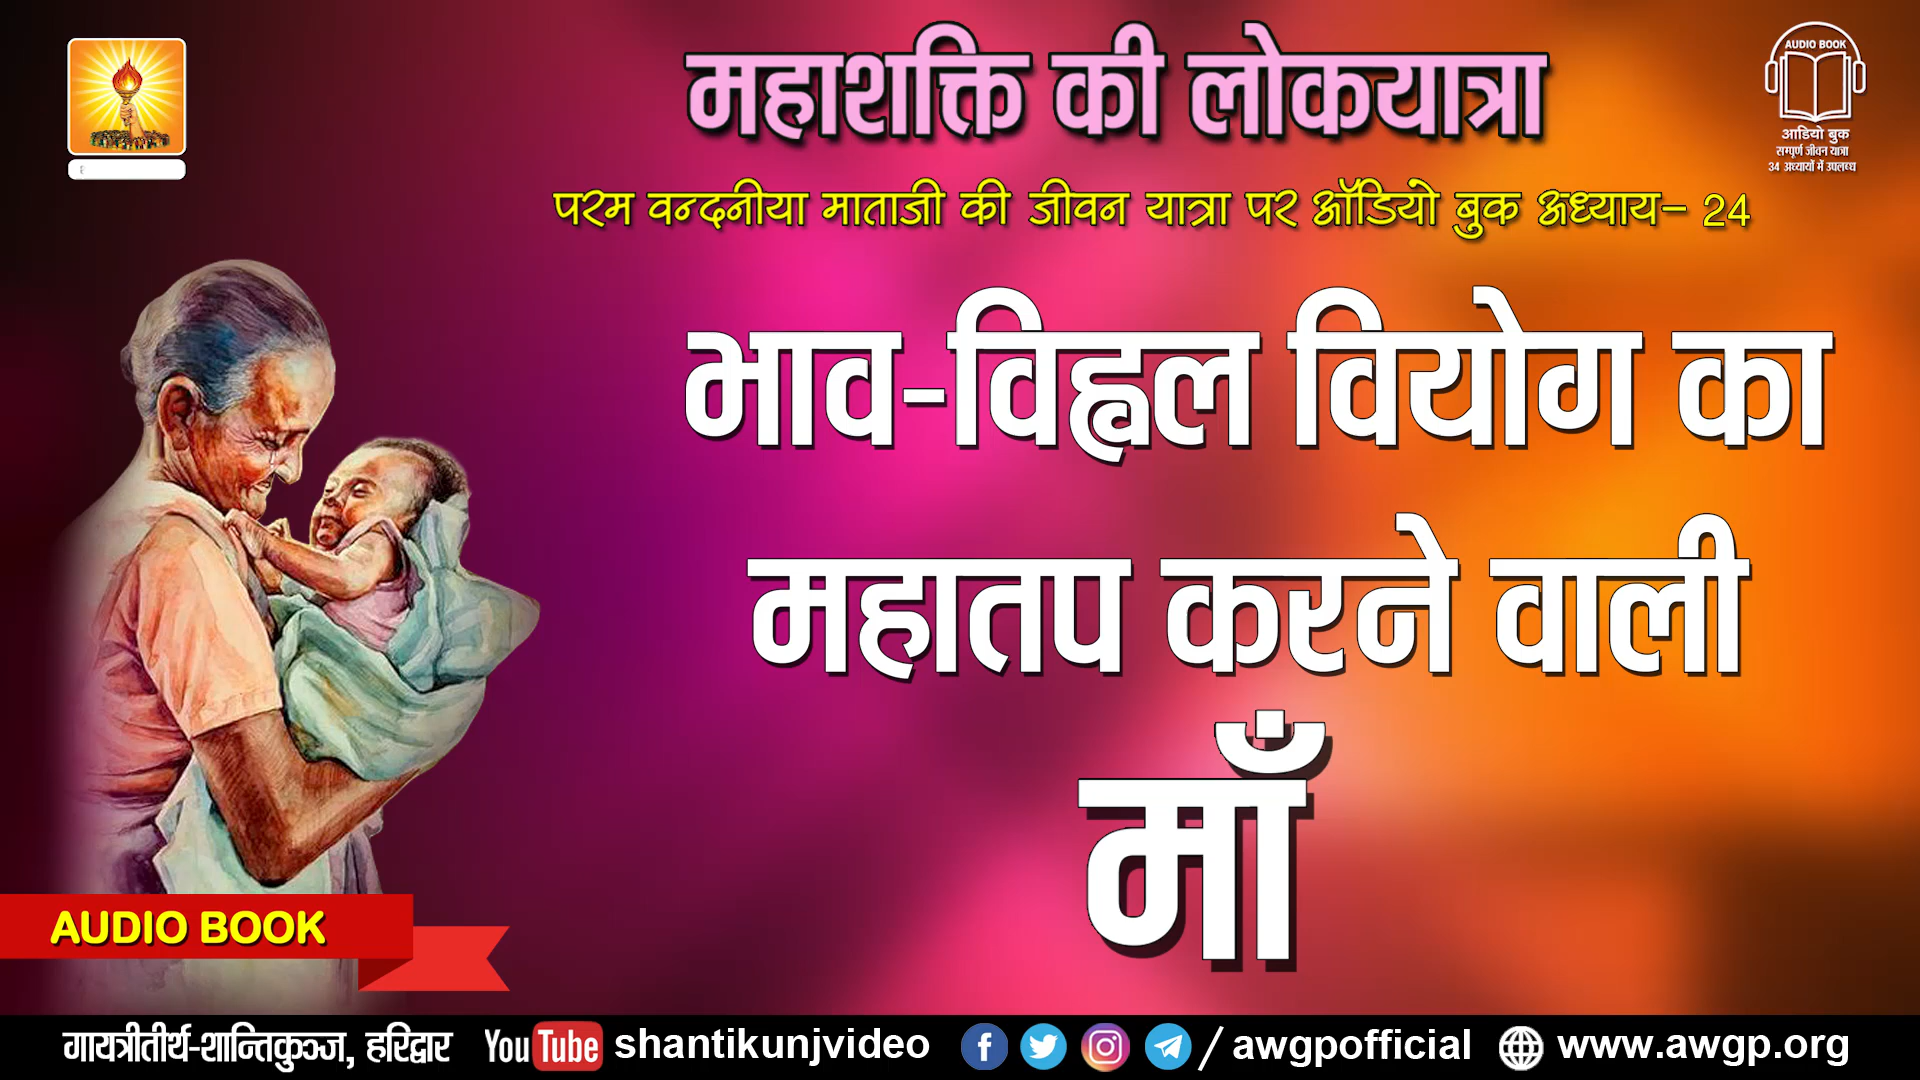 महाशक्ति की लोकयात्रा
AUDIO BOOK
आडियो बुक
सम्पूर्ण जीवन यात्रा
34 अध्यायों में उपलब्ध
परम वन्दनीया माताजी की जीवन यात्रा पर ऑडियो बुक अध्याय- 24
भाव-विह्वल वियोग का
महातप करने वाली
माँ
AUDIO BOOK
गायत्रीतीर्थ-शान्तिकुञ्ज, हरिद्वार YouTube shantikunjvideo /awgpofficial www.awgp.org